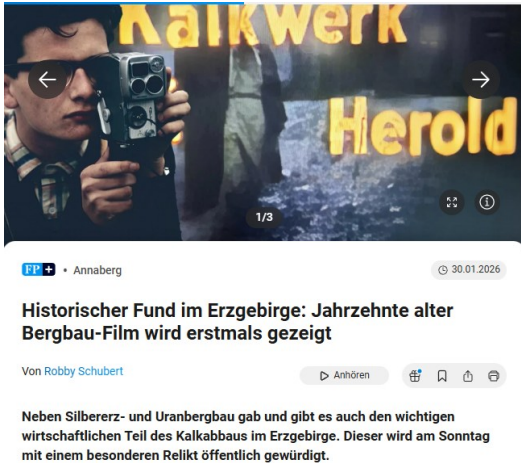 Kalkwerk
Herold
1/3
FP + • Annaberg
30.01.2026
Historischer Fund im Erzgebirge: Jahrzehnte alter
Bergbau-Film wird erstmals gezeigt
Von Robby Schubert
Anhören
Neben Silbererz- und Uranbergbau gab und gibt es auch den wichtigen
wirtschaftlichen Teil des Kalkabbaus im Erzgebirge. Dieser wird am Sonntag
mit einem besonderen Relikt öffentlich gewürdigt.